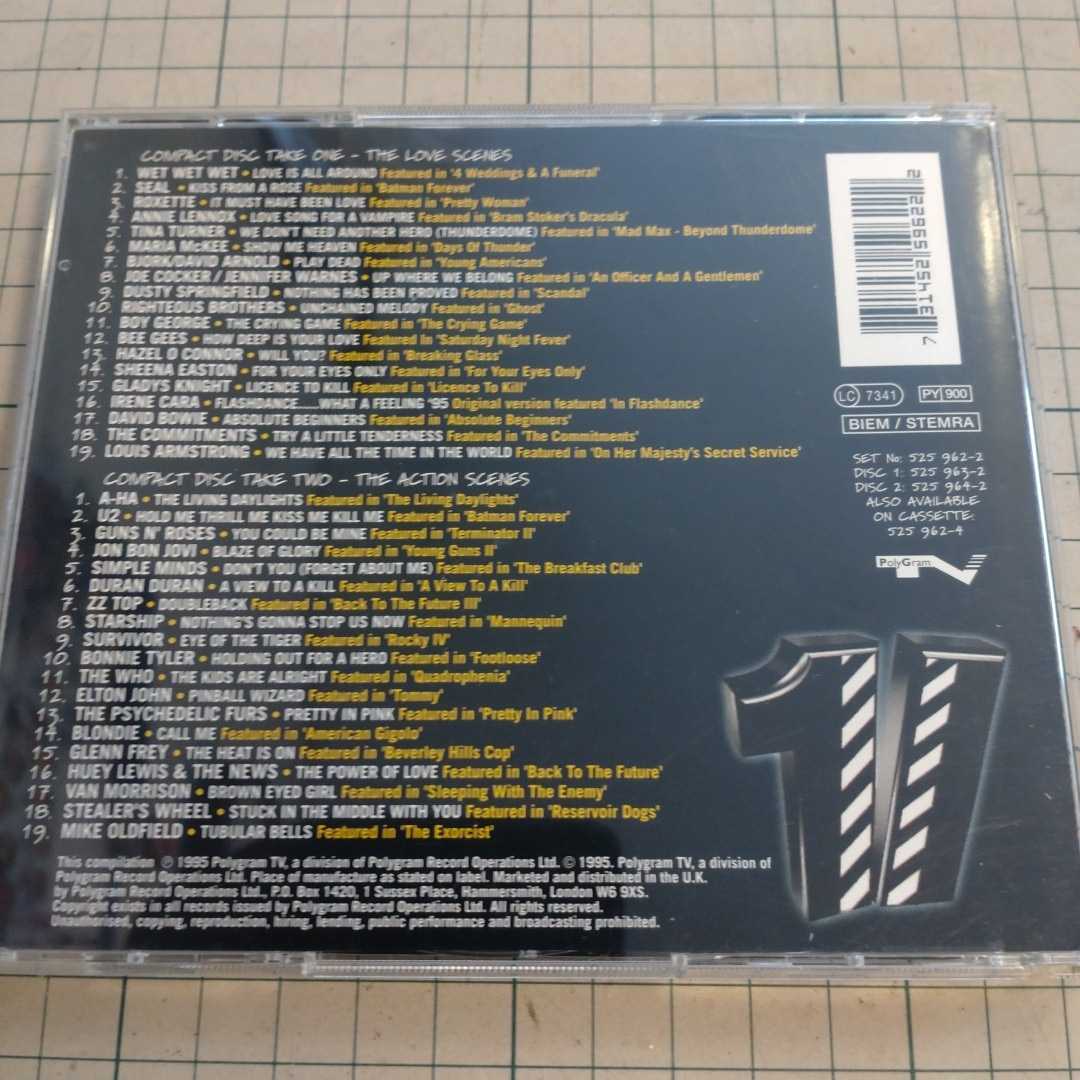 COMPACT DISC TAKE ONE - THE LOVE SCENES
1. WET WET WET • LOVE IS ALL AROUND Featured in '4 Weddings & A Funeral'
2. SEAL • KISS FROM A ROSE Featured in 'Batman Forever'
3. ROXETTE • IT MUST HAVE BEEN LOVE Featured in 'Pretty Woman'
4. ANNIE LENNOX • LOVE SONG FOR A VAMPIRE Featured in 'Bram Stoker's Dracula'
5. TINA TURNER • WE DON'T NEED ANOTHER HERO (THUNDERDOME) Featured in 'Mad Max - Beyond Thunderdome'
6. MARIA McKEE • SHOW ME HEAVEN Featured in 'Days Of Thunder'
7. BJORK/DAVID ARNOLD • PLAY DEAD Featured in 'Young Americans'
8. JOE COCKER / JENNIFER WARNES • UP WHERE WE BELONG Featured in 'An Officer And A Gentlemen'
9. DUSTY SPRINGFIELD • NOTHING HAS BEEN PROVED Featured in 'Scandal'
10. RIGHTEOUS BROTHERS • UNCHAINED MELODY Featured in 'Ghost'
11. BOY GEORGE • THE CRYING GAME Featured in 'The Crying Game'
12. BEE GEES • HOW DEEP IS YOUR LOVE Featured In 'Saturday Night Fever'
13. HAZEL O CONNOR • WILL YOU? Featured in 'Breaking Glass'
14. SHEENA EASTON • FOR YOUR EYES ONLY Featured in 'For Your Eyes Only'
15. GLADYS KNIGHT • LICENCE TO KILL Featured in 'Licence To Kill'
16. IRENE CARA • FLASHDANCE.....WHAT A FEELING '95 Original version featured 'In Flashdance'
17. DAVID BOWIE • ABSOLUTE BEGINNERS Featured in 'Absolute Beginners'
18. THE COMMITMENTS • TRY A LITTLE TENDERNESS Featured in 'The Commitments'
19. LOUIS ARMSTRONG • WE HAVE ALL THE TIME IN THE WORLD Featured in 'On Her Majesty's Secret Service'
COMPACT DISC TAKE TWO - THE ACTION SCENES
1. A-HA • THE LIVING DAYLIGHTS Featured in 'The Living Daylights'
2. U2 • HOLD ME THRILL ME KISS ME KILL ME Featured in 'Batman Forever'
3. GUNS N' ROSES • YOU COULD BE MINE Featured in 'Terminator II'
4. JON BON JOVI • BLAZE OF GLORY Featured in 'Young Guns II'
5. SIMPLE MINDS • DON'T YOU (FORGET ABOUT ME) Featured in 'The Breakfast Club'
6. DURAN DURAN • A VIEW TO A KILL Featured in 'A View To A Kill'
7. ZZ TOP • DOUBLEBACK Featured in 'Back To The Future III'
8. STARSHIP • NOTHING'S GONNA STOP US NOW Featured in 'Mannequin'
9. SURVIVOR • EYE OF THE TIGER Featured in 'Rocky IV'
10. BONNIE TYLER • HOLDING OUT FOR A HERO Featured in 'Footloose'
11. THE WHO • THE KIDS ARE ALRIGHT Featured in 'Quadrophenia'
12. ELTON JOHN • PINBALL WIZARD Featured in 'Tommy'
13. THE PSYCHEDELIC FURS • PRETTY IN PINK Featured in 'Pretty In Pink'
14. BLONDIE • CALL ME Featured in 'American Gigolo'
15. GLENN FREY • THE HEAT IS ON Featured in 'Beverley Hills Cop'
16. HUEY LEWIS & THE NEWS • THE POWER OF LOVE Featured in 'Back To The Future'
17. VAN MORRISON • BROWN EYED GIRL Featured in 'Sleeping With The Enemy'
18. STEALER'S WHEEL • STUCK IN THE MIDDLE WITH YOU Featured in 'Reservoir Dogs'
19. MIKE OLDFIELD • TUBULAR BELLS Featured in 'The Exorcist'
This compilation ℗ 1995 Polygram TV, a division of Polygram Record Operations Ltd. © 1995. Polygram TV, a division of
Polygram Record Operations Ltd. Place of manufacture as stated on label. Marketed and distributed in the U.K.
by Polygram Record Operations Ltd., P.O. Box 1420, 1 Sussex Place, Hammersmith, London W6 9XS.
Copyright exists in all records issued by Polygram Record Operations Ltd. All rights reserved.
Unauthorised, copying, reproduction, hiring, lending, public performance and broadcasting prohibited.
LC 7341 PY 900
BIEM / STEMRA
SET No: 525 962-2
DISC 1: 525 963-2
DISC 2: 525 964-2
ALSO AVAILABLE
ON CASSETTE:
525 962-4
PolyGram TV